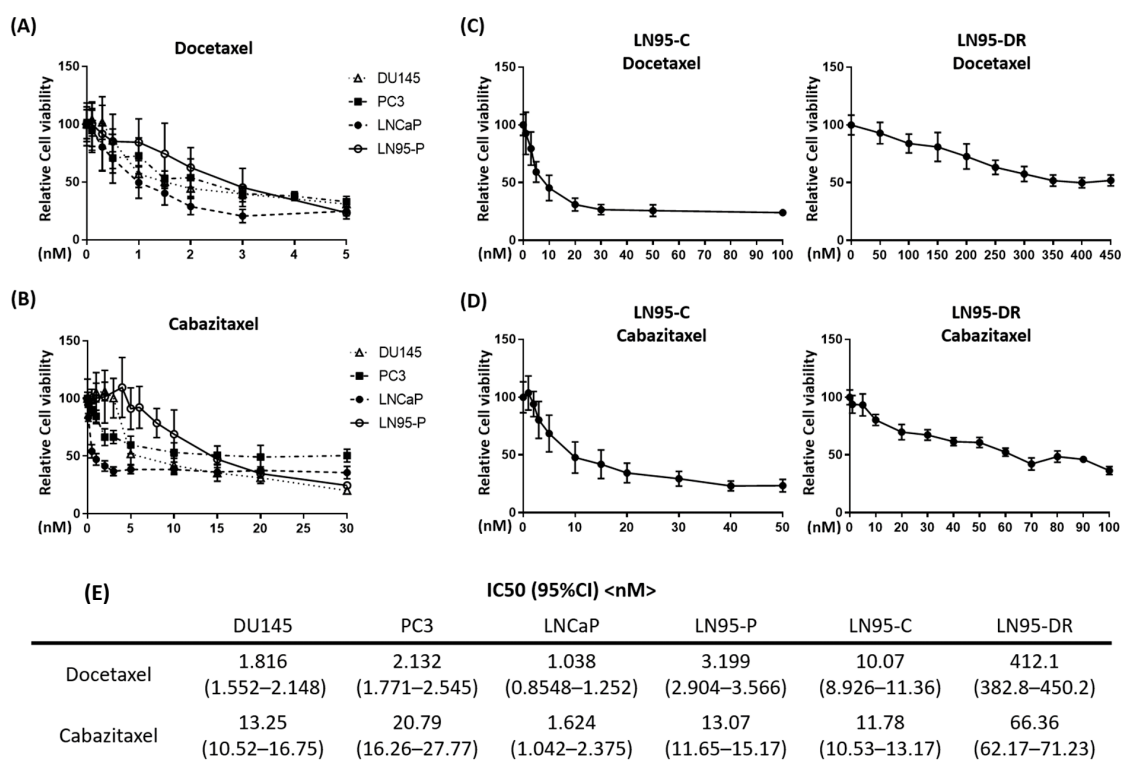 (A)
Docetaxel
Relative Cell viability
150
100
50
0
(nM)
0 1 2 3 4 5
DU145
PC3
LNCaP
LN95-P
(C)
LN95-C
Docetaxel
Relative Cell viability
150
100
50
0
(nM)
0 10 20 30 40 50 60 70 80 90 100
LN95-DR
Docetaxel
Relative Cell viability
150
100
50
0
0 50 100 150 200 250 300 350 400 450
(B)
Cabazitaxel
Relative Cell viability
150
100
50
0
(nM)
0 5 10 15 20 30
DU145
PC3
LNCaP
LN95-P
(D)
LN95-C
Cabazitaxel
Relative Cell viability
150
100
50
0
(nM)
0 10 20 30 40 50
LN95-DR
Cabazitaxel
Relative Cell viability
150
100
50
0
0 10 20 30 40 50 60 70 80 90 100
(E) IC50 (95%CI) <nM>
DU145 PC3 LNCaP LN95-P LN95-C LN95-DR
Docetaxel 1.816 2.132 1.038 3.199 10.07 412.1
(1.552–2.148) (1.771–2.545) (0.8548–1.252) (2.904–3.566) (8.926–11.36) (382.8–450.2)
Cabazitaxel 13.25 20.79 1.624 13.07 11.78 66.36
(10.52–16.75) (16.26–27.77) (1.042–2.375) (11.65–15.17) (10.53–13.17) (62.17–71.23)